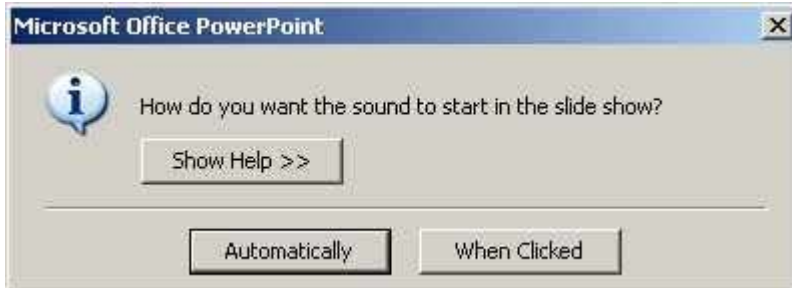 Microsoft Office PowerPoint
How do you want the sound to start in the slide show?
Show Help >>
Automatically
When Clicked